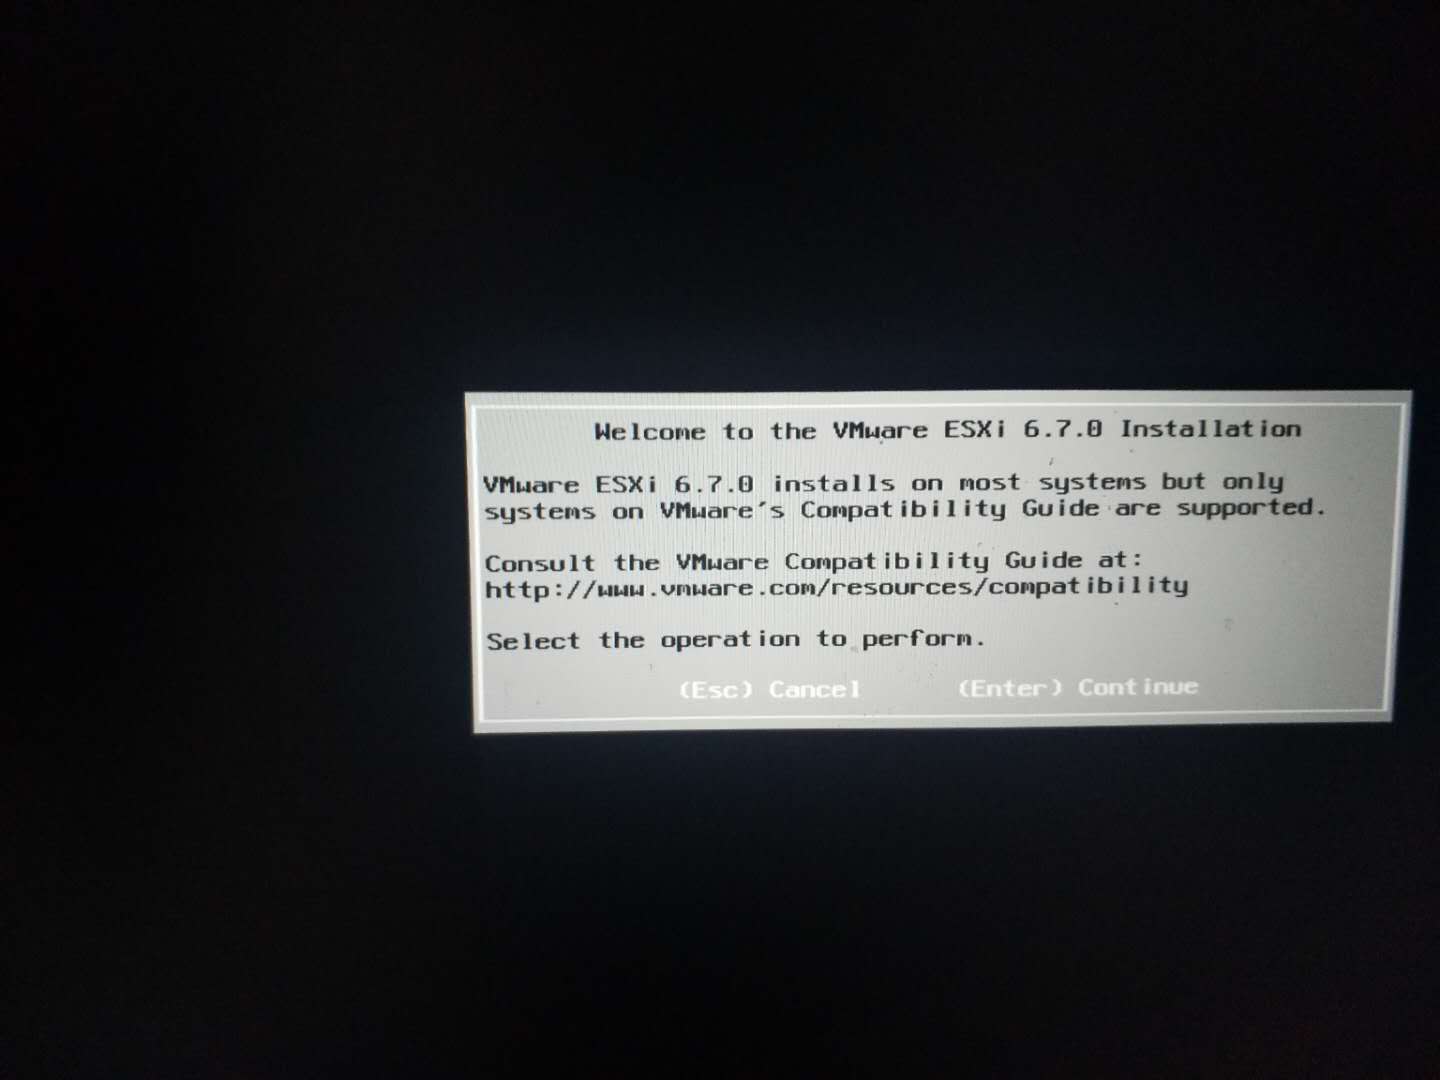 Welcome to the VMware ESXi 6.7.0 Installation
VMware ESXi 6.7.0 installs on most systems but only
systems on VMware's Compatibility Guide are supported.
Consult the VMware Compatibility Guide at:
http://www.vmware.com/resources/compatibility
Select the operation to perform.
(Esc) Cancel (Enter) Continue